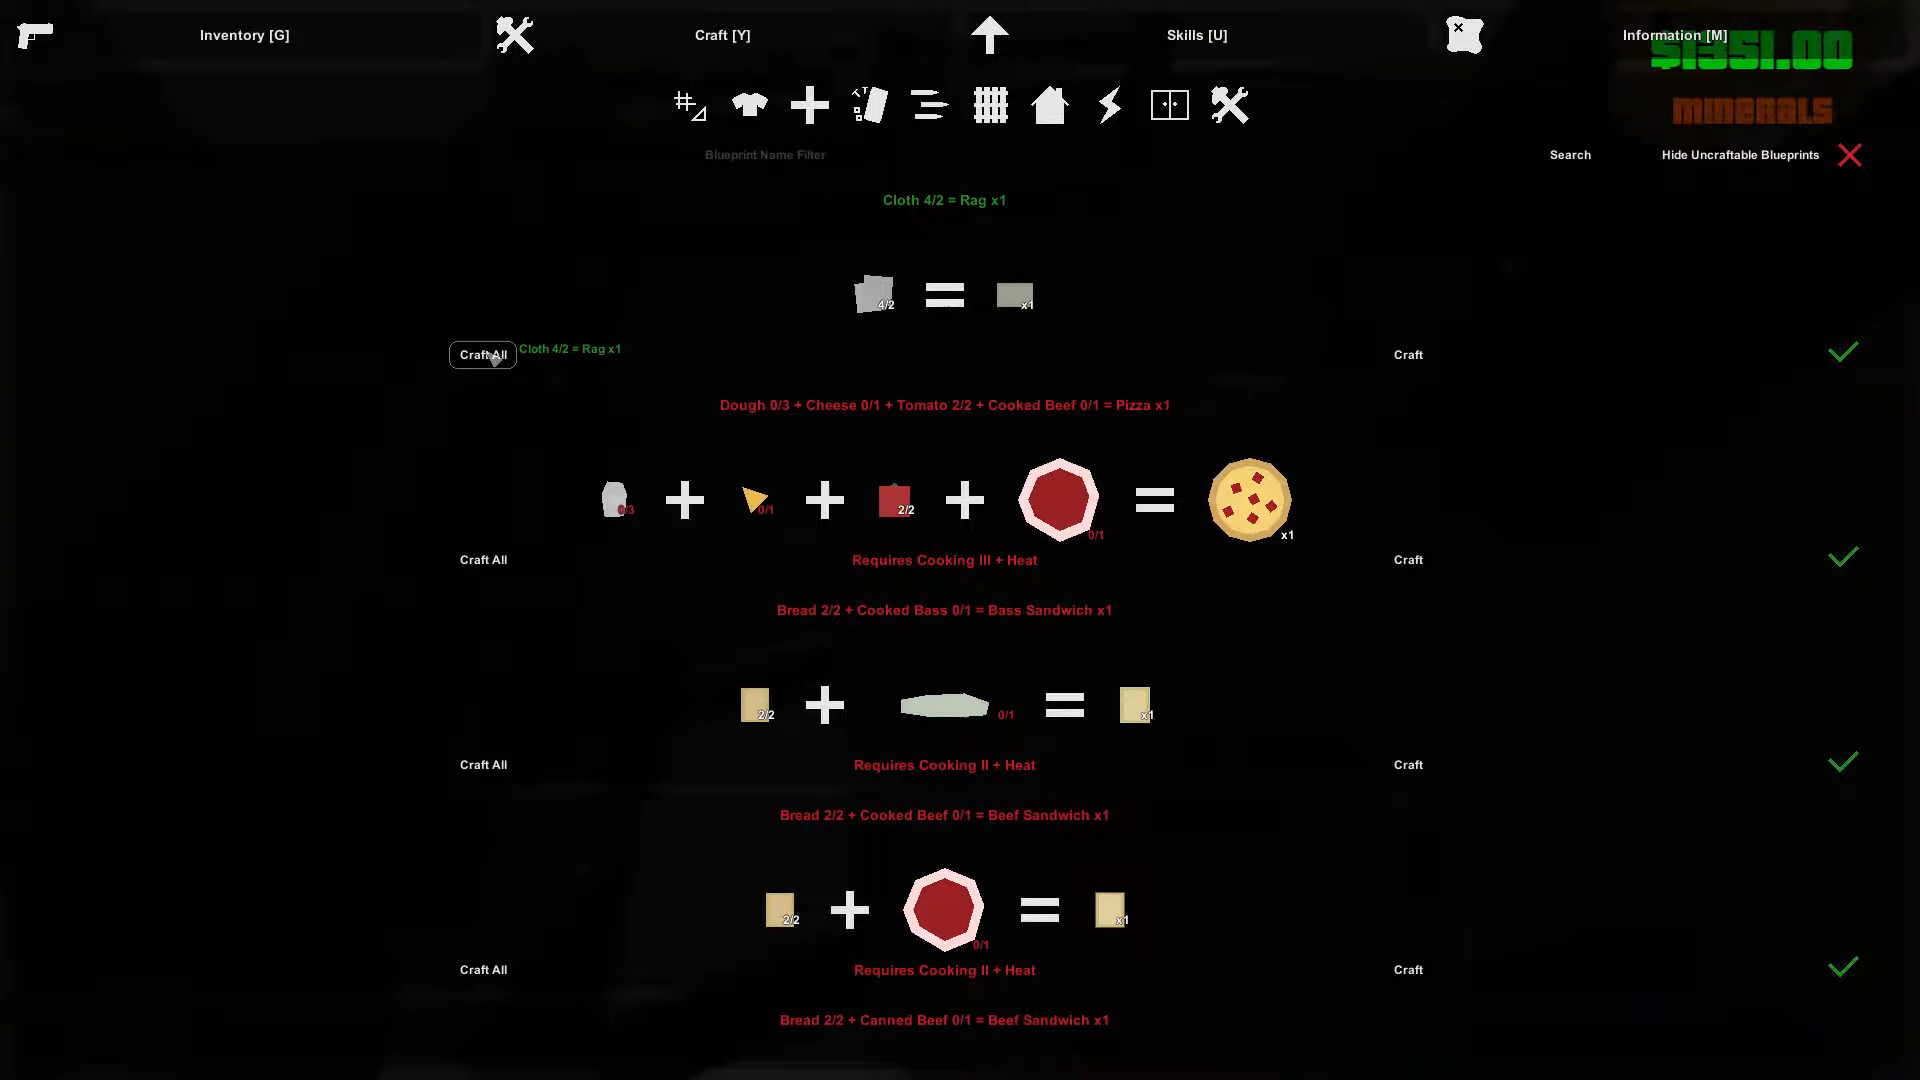 Inventory [G]
Craft [Y]
Skills [U]
Information [M]
$1351.00
minerals
Blueprint Name Filter
Search
Hide Uncraftable Blueprints
Cloth 4/2 = Rag x1
4/2
x1
Craft All
Cloth 4/2 = Rag x1
Craft
Dough 0/3 + Cheese 0/1 + Tomato 2/2 + Cooked Beef 0/1 = Pizza x1
0/3
0/1
2/2
0/1
x1
Craft All
Requires Cooking III + Heat
Craft
Bread 2/2 + Cooked Bass 0/1 = Bass Sandwich x1
2/2
0/1
x1
Craft All
Requires Cooking II + Heat
Craft
Bread 2/2 + Cooked Beef 0/1 = Beef Sandwich x1
2/2
0/1
x1
Craft All
Requires Cooking II + Heat
Craft
Bread 2/2 + Canned Beef 0/1 = Beef Sandwich x1